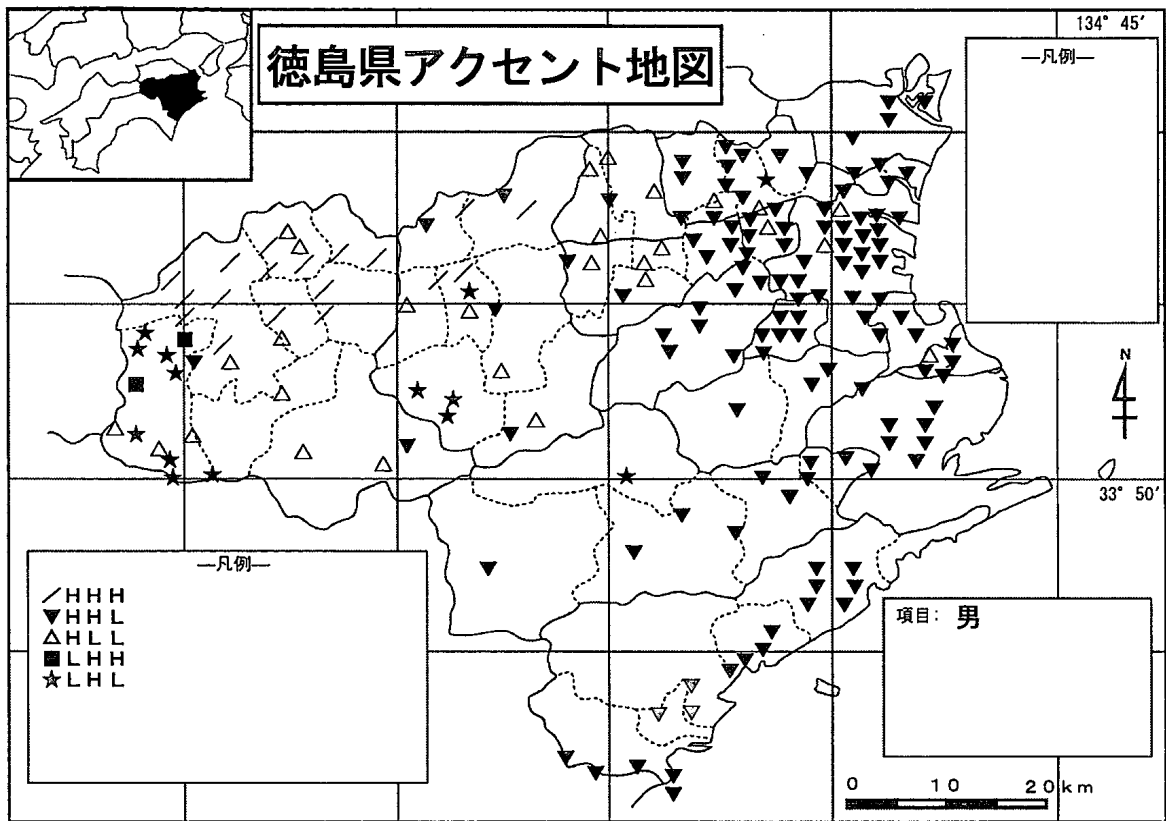 徳島県アクセント地図
134° 45′
―凡例―
N
33° 50′
―凡例―
HHH
HHL
HLL
LHH
LHL
項目: 男
0 10 20km